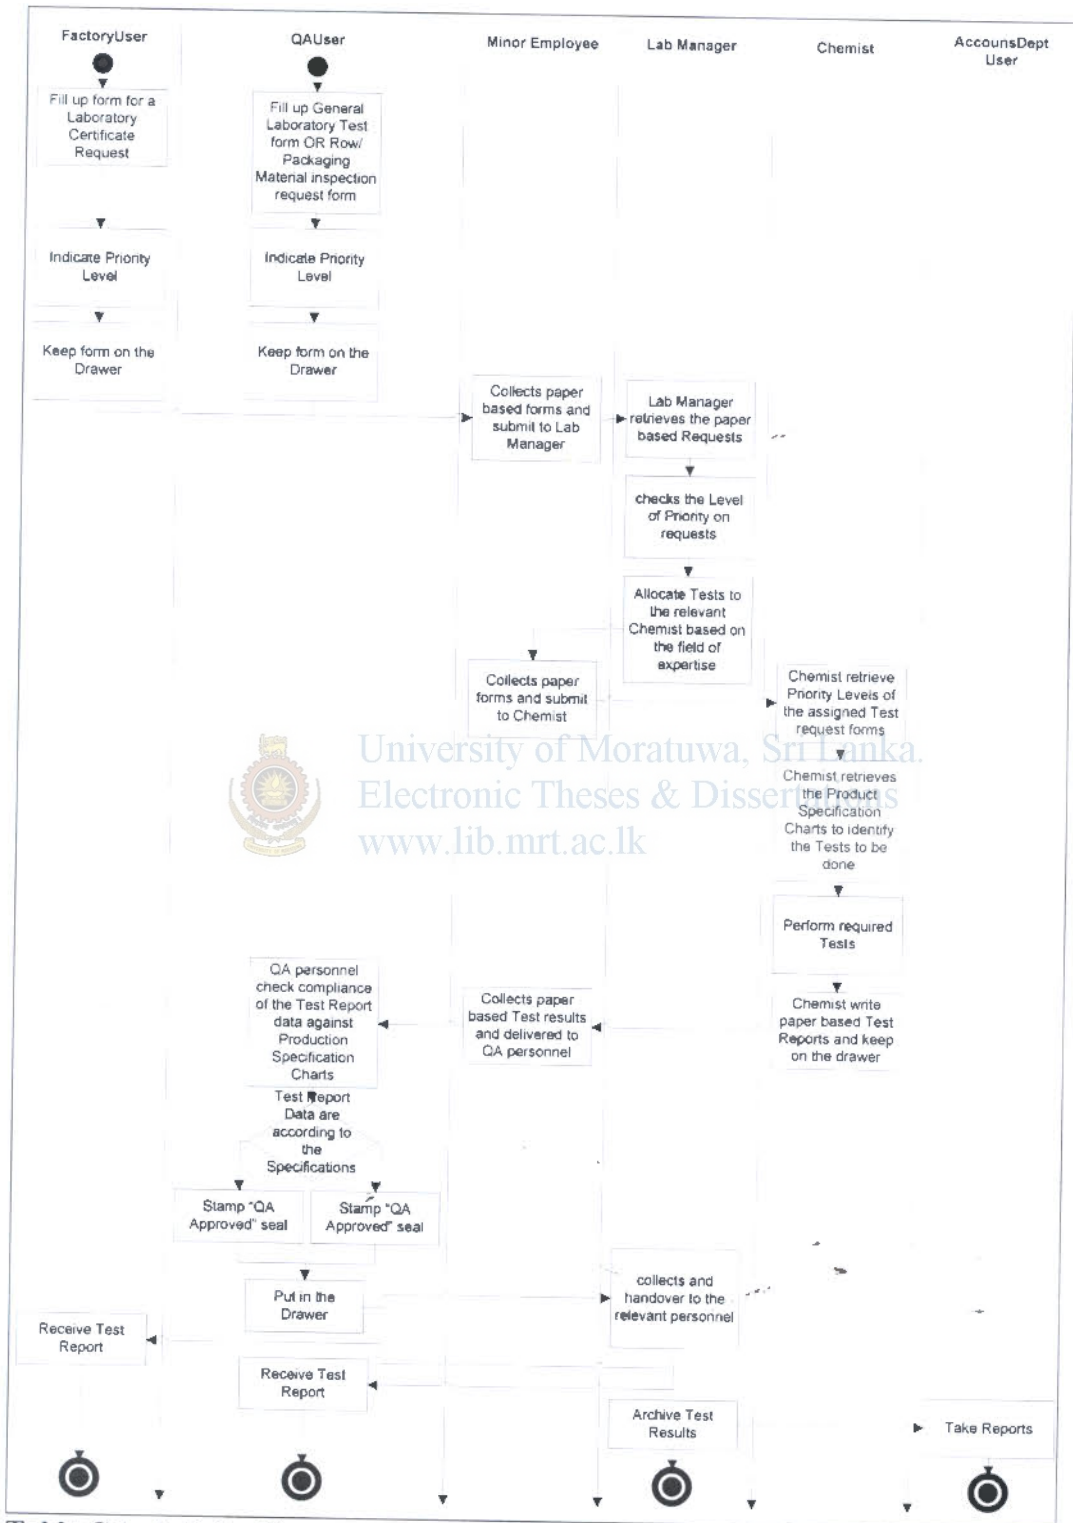 FactoryUser
QAUser
Minor Employee
Lab Manager
Chemist
AccounsDept
User
Fill up form for a
Laboratory
Certificate
Request
Fill up General
Laboratory Test
form OR Row/
Packaging
Material inspection
request form
Indicate Priority
Level
Indicate Priority
Level
Keep form on the
Drawer
Keep form on the
Drawer
Collects paper
based forms and
submit to Lab
Manager
Lab Manager
retrieves the paper
based Requests
checks the Level
of Priority on
requests
Allocate Tests to
the relevant
Chemist based on
the field of
expertise
Collects paper
forms and submit
to Chemist
Chemist retrieve
Priority Levels of
the assigned Test
request forms
University of Moratuwa, Sri Lanka.
Electronic Theses & Dissertations
www.lib.mrt.ac.lk
Chemist retrieves
the Product
Specification
Charts to identify
the Tests to be
done
Perform required
Tests
QA personnel
check compliance
of the Test Report
data against
Production
Specification
Charts
Collects paper
based Test results
and delivered to
QA personnel
Chemist write
paper based Test
Reports and keep
on the drawer
Test Report
Data are
according to
the
Specifications
Stamp "QA
Approved" seal
Stamp "QA
Approved" seal
Put in the
Drawer
collects and
handover to the
relevant personnel
Receive Test
Report
Receive Test
Report
Archive Test
Results
Take Reports